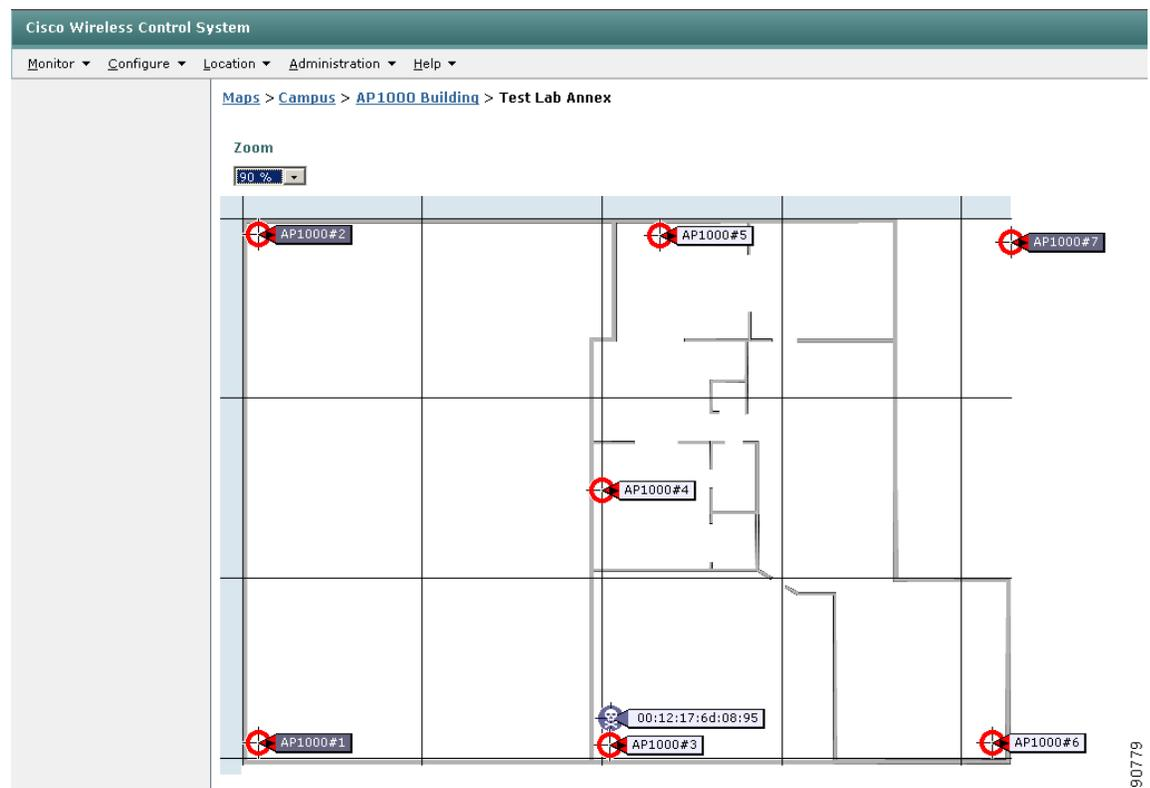 Cisco Wireless Control System
Monitor Configure Location Administration Help
Maps > Campus > AP1000 Building > Test Lab Annex
Zoom
90 %
AP1000#2
AP1000#5
AP1000#7
AP1000#4
00:12:17:6d:08:95
AP1000#1
AP1000#3
AP1000#6
90779